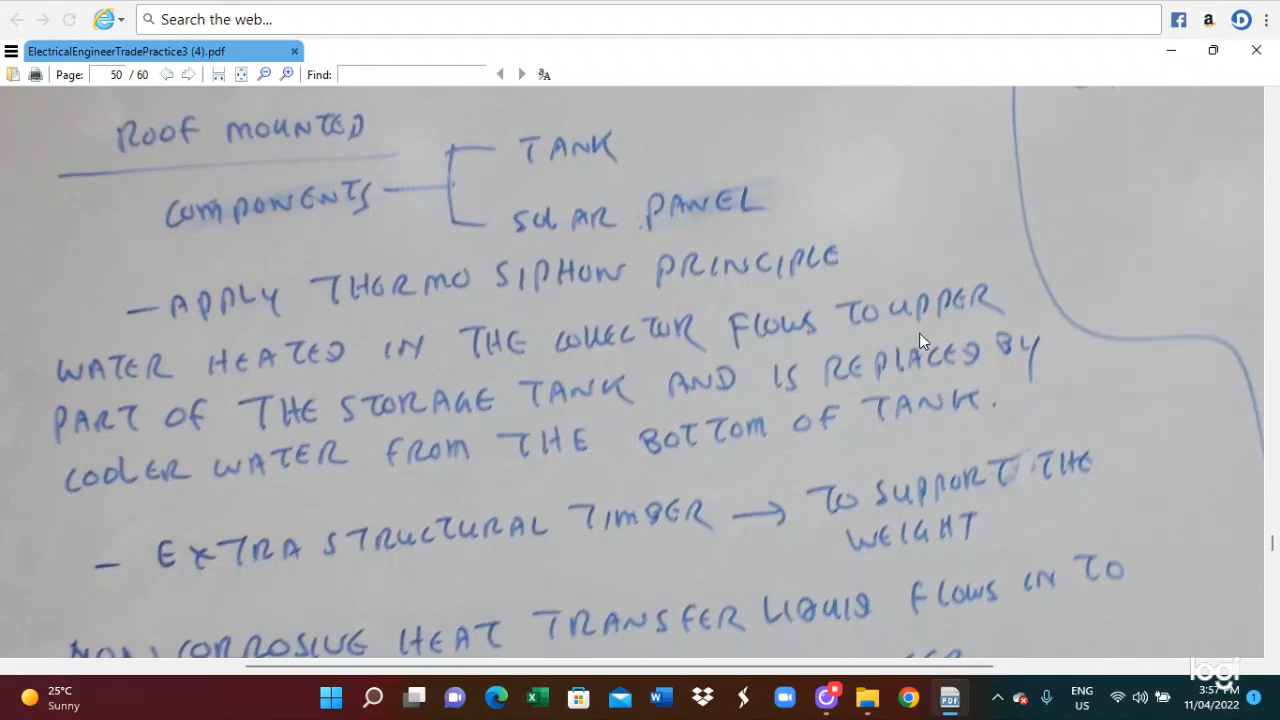 Search the web...
ElectricalEngineerTradePractice3 (4).pdf
Page: 50 / 60 Find:
ROOF MOUNTED
COMPONENTS
TANK
SOLAR PANEL
- APPLY THERMO SIPHON PRINCIPLE
WATER HEATED IN THE COLLECTOR FLOWS TO UPPER
PART OF THE STORAGE TANK AND IS REPLACED BY
COOLER WATER FROM THE BOTTOM OF TANK.
- EXTRA STRUCTURAL TIMBER → TO SUPPORT THE
WEIGHT
CORROSIVE HEAT TRANSFER LIQUID FLOWS IN TO
logi
25°C
Sunny
ENG
US
3:57 PM
11/04/2022